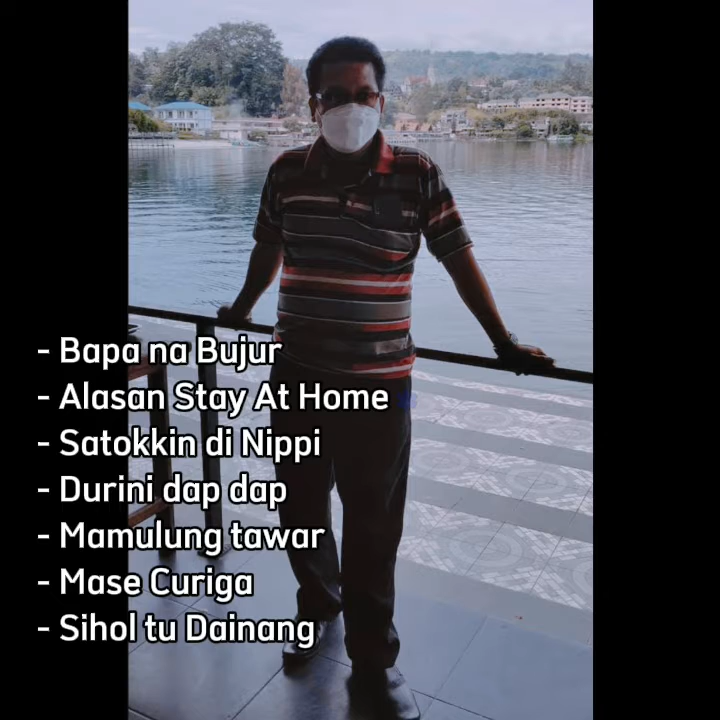 - Bapa na Bujur
- Alasan Stay At Home
- Satokkin di Nippi
- Durini dap dap
- Mamulung tawar
- Mase Curiga
- Sihol tu Dainang